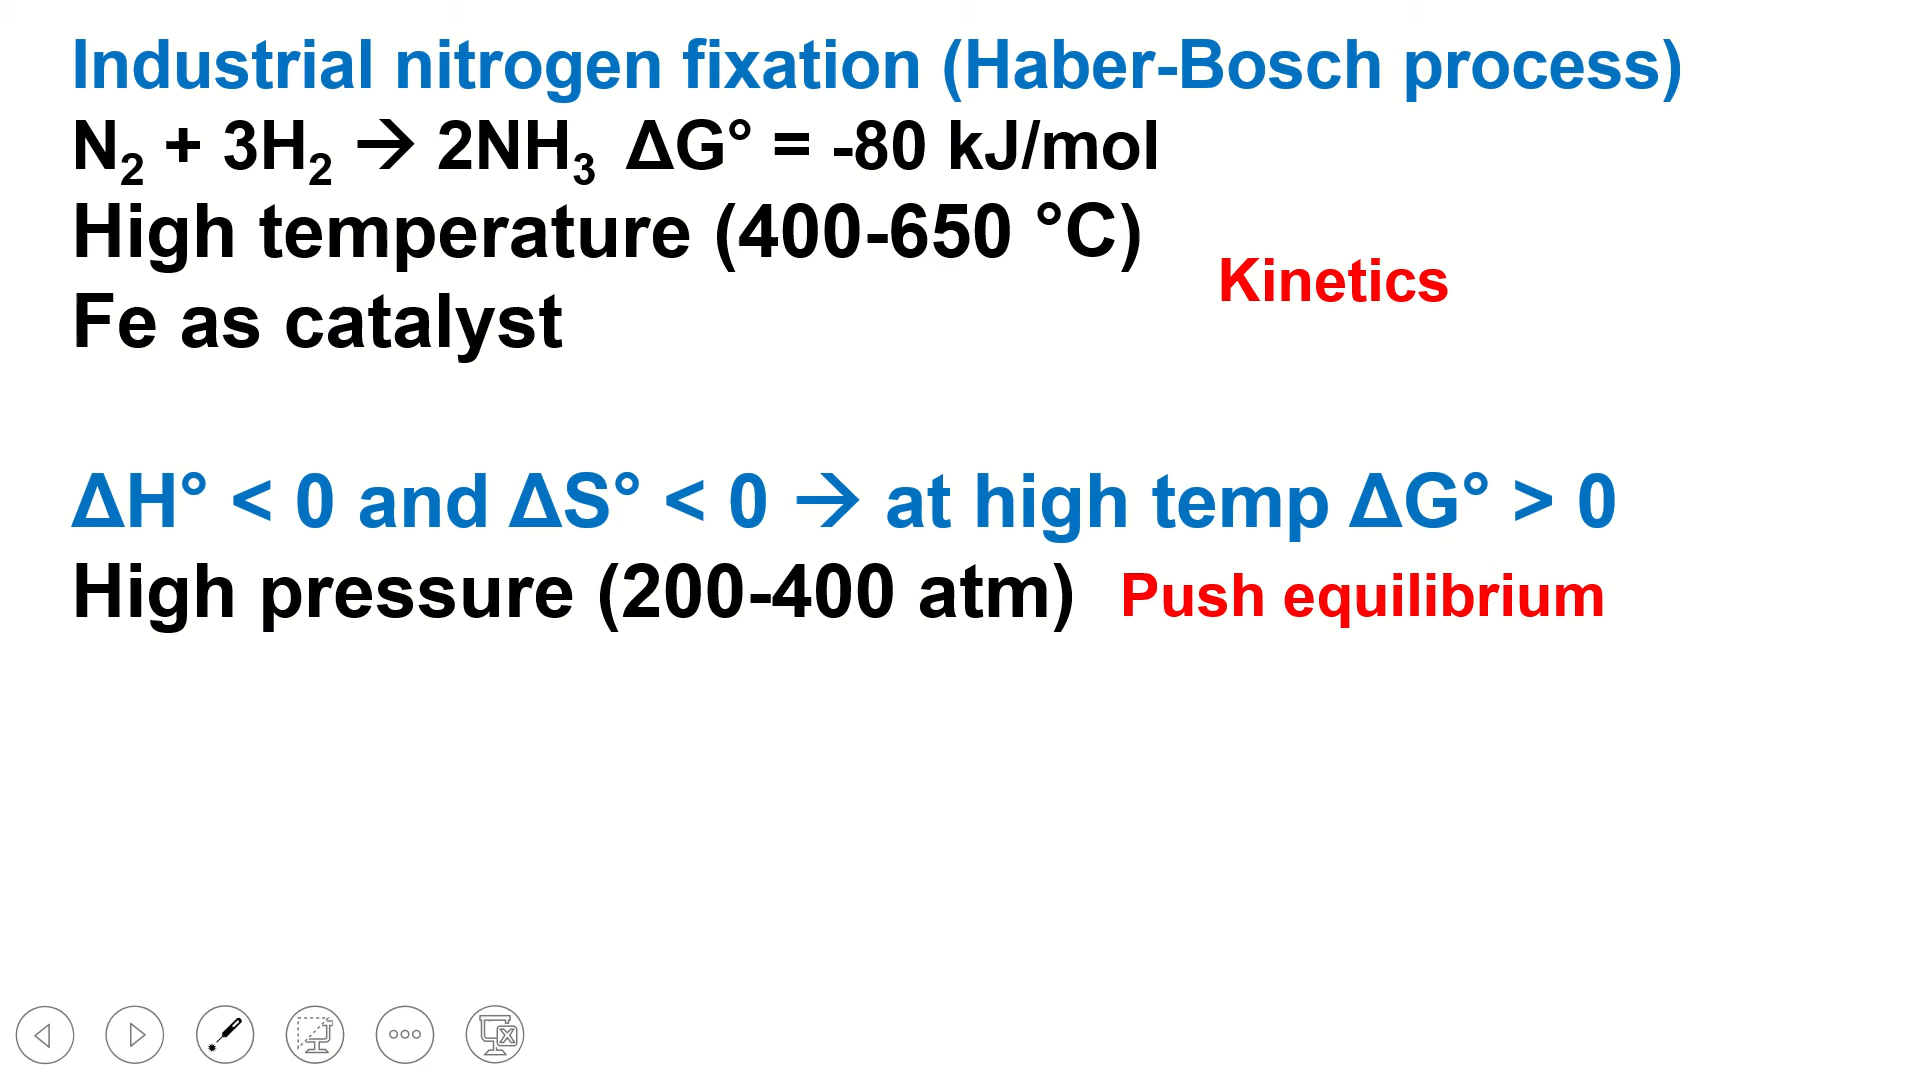 Industrial nitrogen fixation (Haber-Bosch process)
N₂ + 3H₂ → 2NH₃ ΔG° = -80 kJ/mol
High temperature (400-650 °C)
Kinetics
Fe as catalyst
ΔH° < 0 and ΔS° < 0 → at high temp ΔG° > 0
High pressure (200-400 atm) Push equilibrium